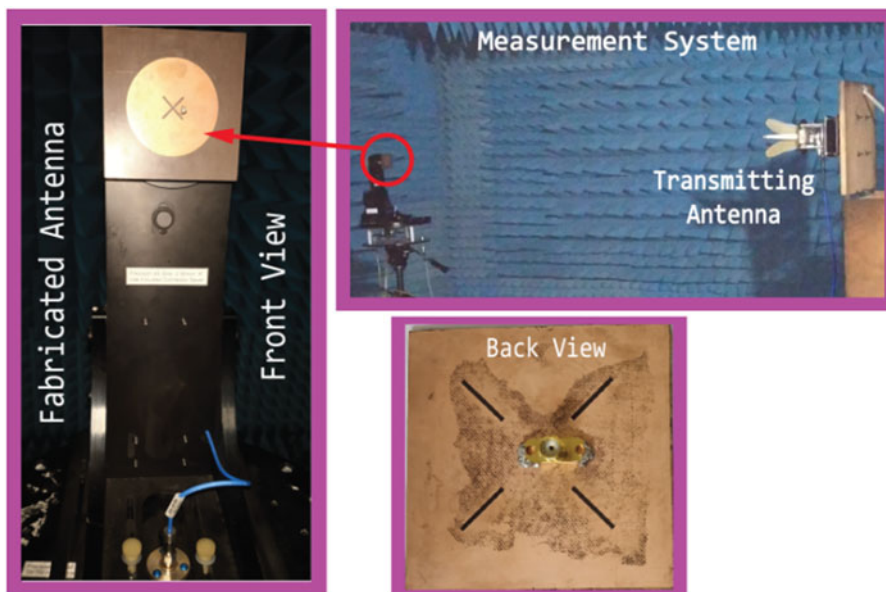 Fabricated Antenna
Front View
Measurement System
Transmitting
Antenna
Back View